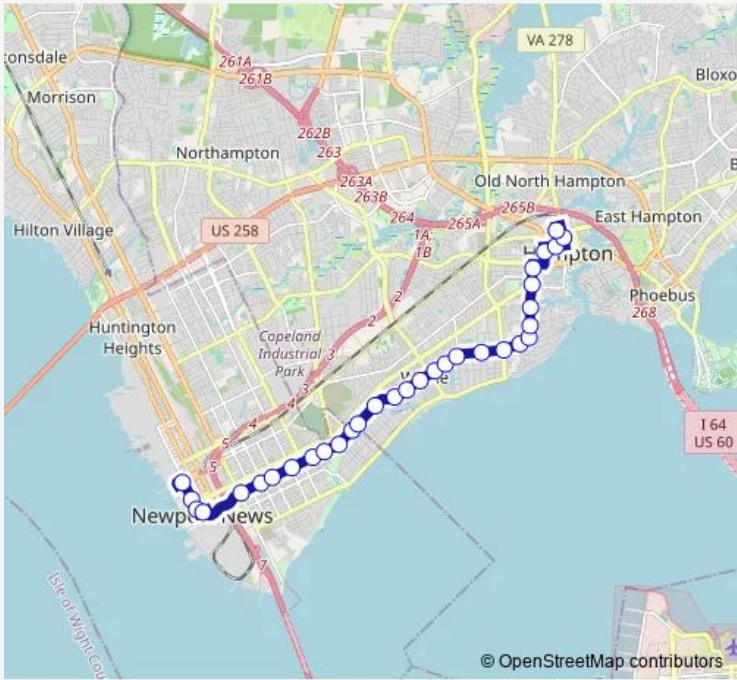 VA 278
consdale
261A
261B
Bloxo
Morrison
262B
263
Northampton
263A
263B
Old North Hampton
264
265A
265B
East Hampton
Hilton Village
US 258
1A;
1B
Phoebus
2
268
2
Huntington
Heights
Copeland
Industrial
Park
3
3
4
4
I 64
US 60
5
5
7
Isle of Wight Cou
© OpenStreetMap contributors